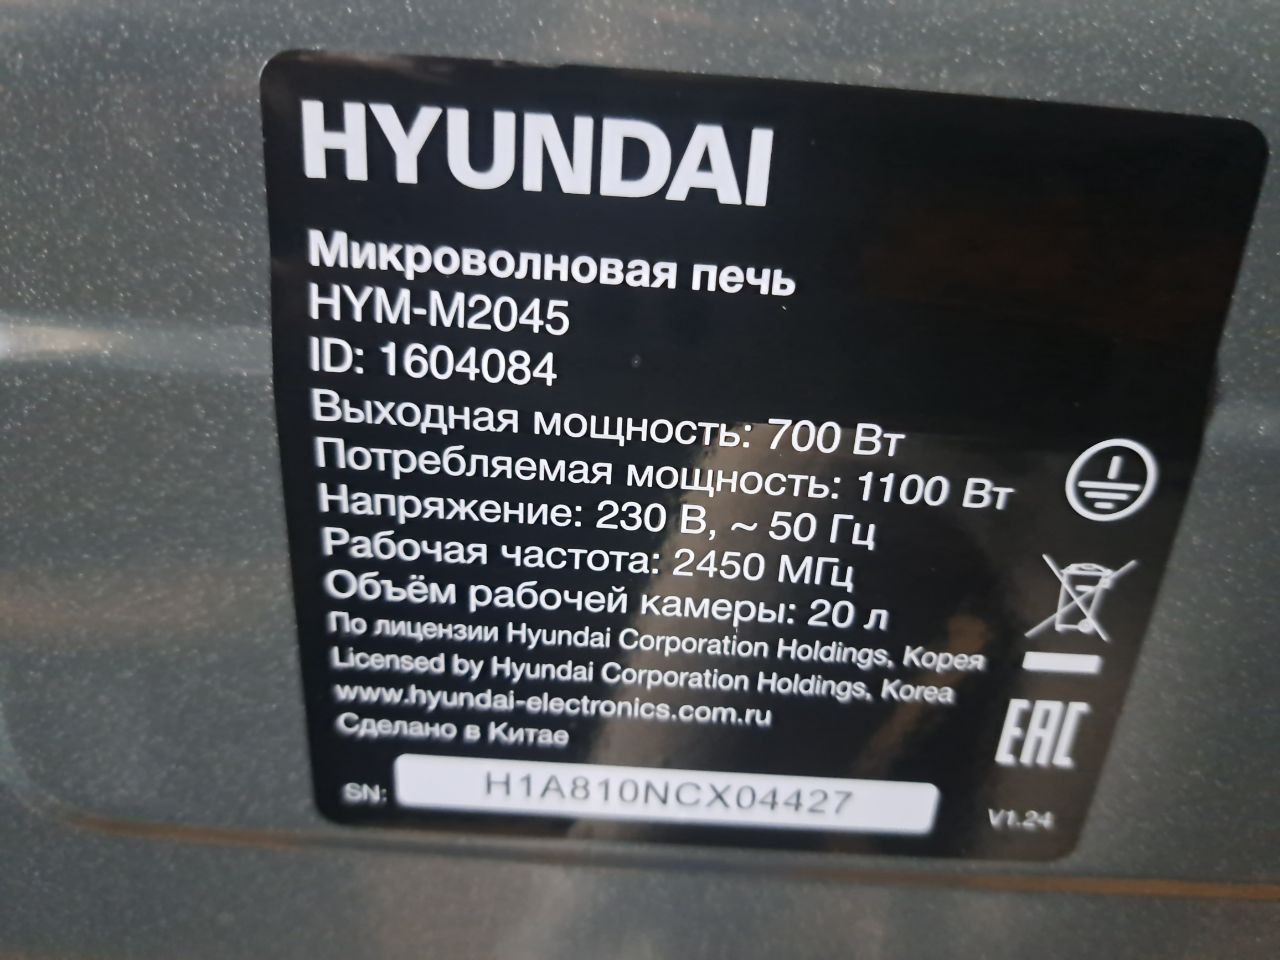 HYUNDAI
Микроволновая печь
HYM-M2045
ID: 1604084
Выходная мощность: 700 Вт
Потребляемая мощность: 1100 Вт
Напряжение: 230 В, ~ 50 Гц
Рабочая частота: 2450 МГц
Объём рабочей камеры: 20 л
По лицензии Hyundai Corporation Holdings, Корея
Licensed by Hyundai Corporation Holdings, Korea
www.hyundai-electronics.com.ru
Сделано в Китае
EAC
SN: H1A810NCX04427
V1.24